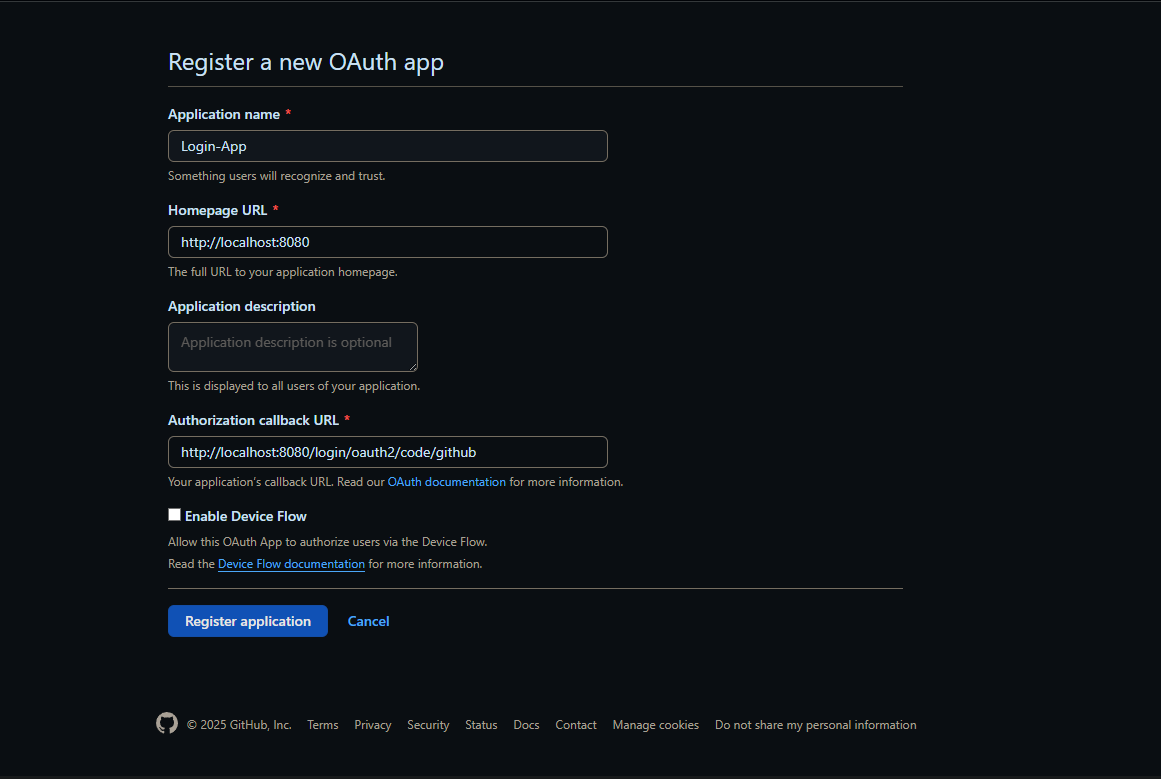 Register a new OAuth app
Application name *
Login-App
Something users will recognize and trust.
Homepage URL *
http://localhost:8080
The full URL to your application homepage.
Application description
Application description is optional
This is displayed to all users of your application.
Authorization callback URL *
http://localhost:8080/login/oauth2/code/github
Your application's callback URL. Read our OAuth documentation for more information.
Enable Device Flow
Allow this OAuth App to authorize users via the Device Flow.
Read the Device Flow documentation for more information.
Register application Cancel
© 2025 GitHub, Inc. Terms Privacy Security Status Docs Contact Manage cookies Do not share my personal information